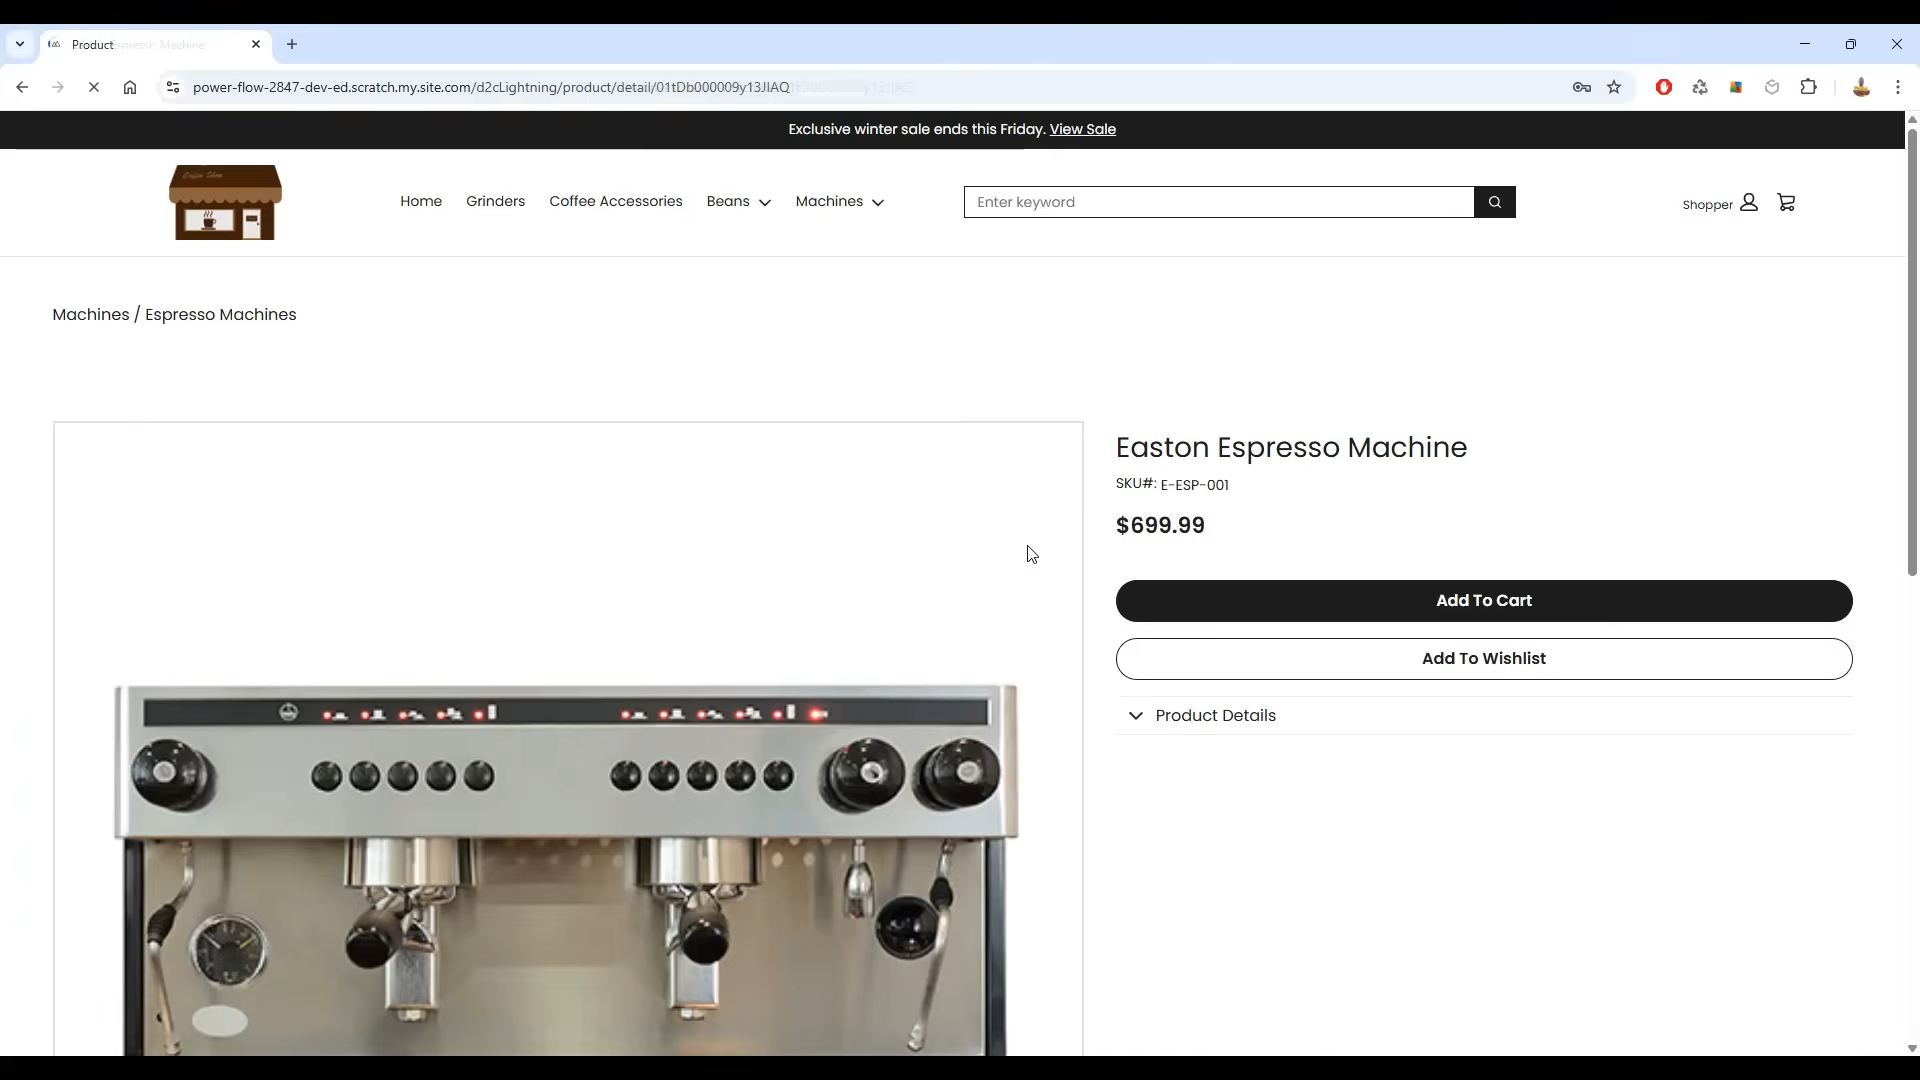 Product
power-flow-2847-dev-ed.scratch.my.site.com/d2cLightning/product/detail/01tDb000009y13JIAQ
Exclusive winter sale ends this Friday. View Sale
Coffee Shop
Home Grinders Coffee Accessories Beans Machines
Enter keyword
Shopper
Machines / Espresso Machines
Easton Espresso Machine
SKU#: E-ESP-001
$699.99
Add To Cart
Add To Wishlist
Product Details